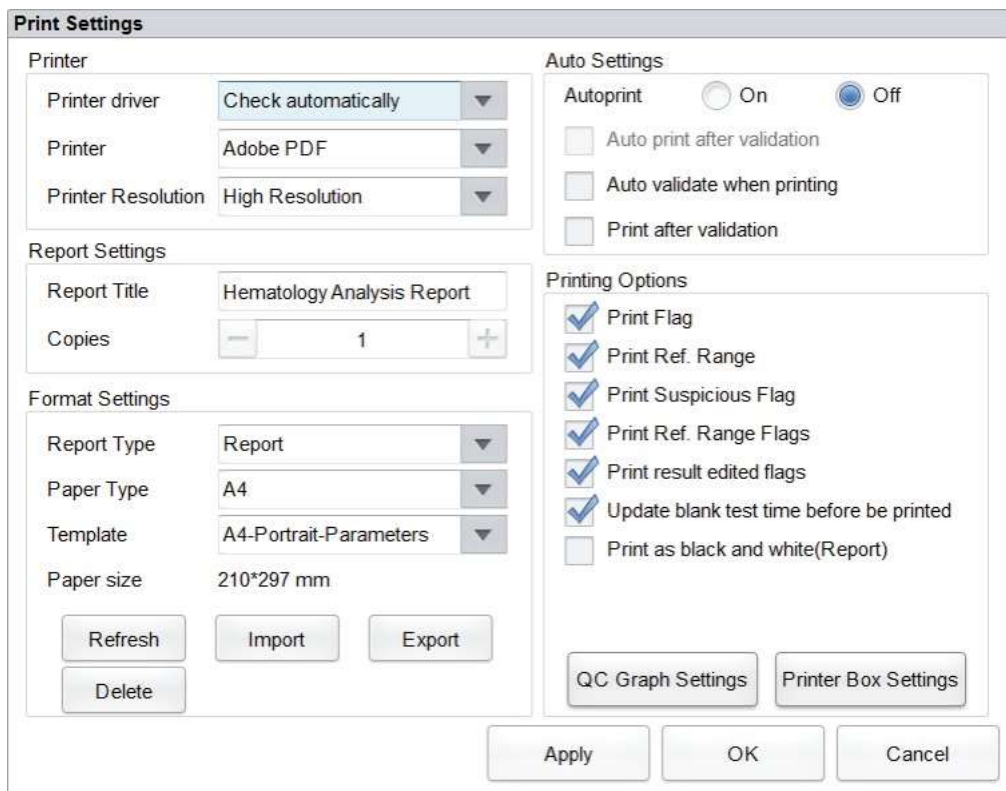 Print Settings
Printer
Printer driver Check automatically
Printer Adobe PDF
Printer Resolution High Resolution
Report Settings
Report Title Hematology Analysis Report
Copies 1
Format Settings
Report Type Report
Paper Type A4
Template A4-Portrait-Parameters
Paper size 210*297 mm
Refresh Import Export
Delete
Auto Settings
Autoprint On Off
Auto print after validation
Auto validate when printing
Print after validation
Printing Options
Print Flag
Print Ref. Range
Print Suspicious Flag
Print Ref. Range Flags
Print result edited flags
Update blank test time before be printed
Print as black and white(Report)
QC Graph Settings Printer Box Settings
Apply OK Cancel